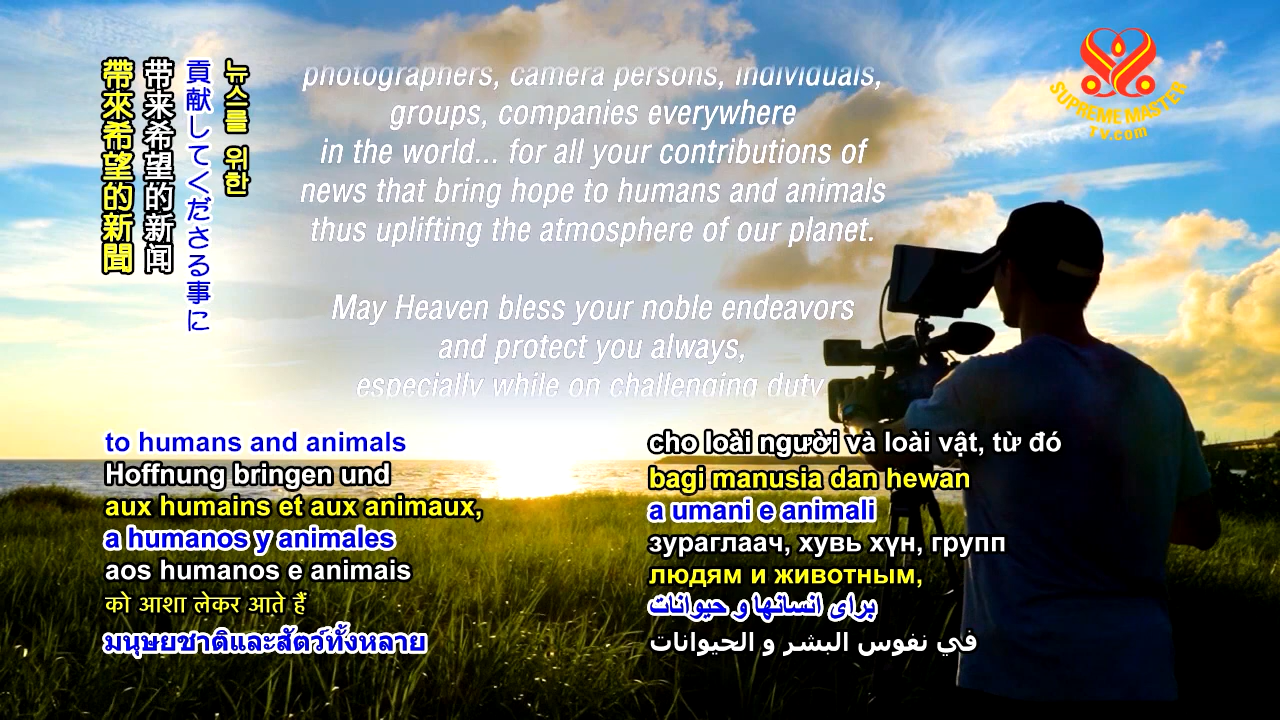 帶來希望的新聞
带来希望的新闻
貢献してくださる事に
뉴스를 위한
photographers, camera persons, individuals,
groups, companies everywhere
in the world... for all your contributions of
news that bring hope to humans and animals
thus uplifting the atmosphere of our planet.
May Heaven bless your noble endeavors
and protect you always,
especially while on challenging duty
SUPREME MASTER
TV.com
to humans and animals
Hoffnung bringen und
aux humains et aux animaux,
a humanos y animales
aos humanos e animais
को आशा लेकर आते हैं
มนุษยชาติและสัตว์ทั้งหลาย
cho loài người và loài vật, từ đó
bagi manusia dan hewan
a umani e animali
зураглаач, хувь хүн, групп
людям и животным,
برای انسانها و حیوانات
في نفوس البشر و الحيوانات